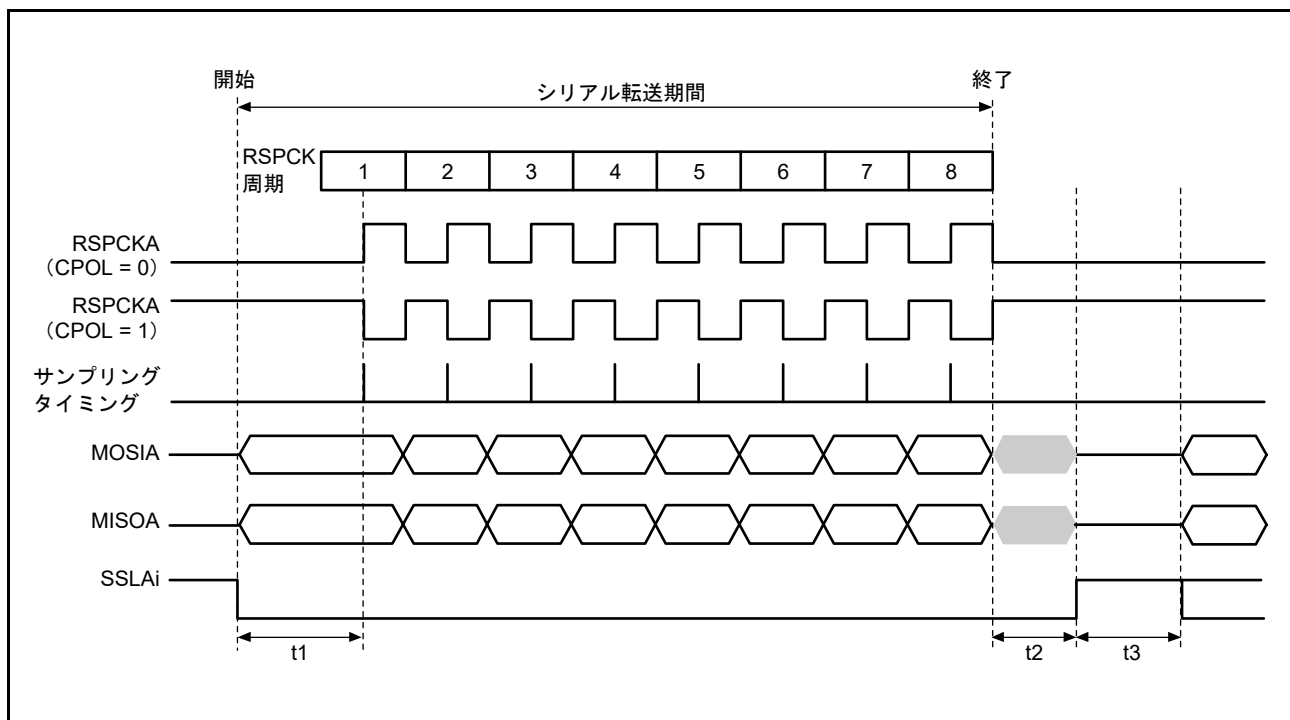 開始
終了
シリアル転送期間
RSPCK
周期
1 2 3 4 5 6 7 8
RSPCKA
（CPOL = 0）
RSPCKA
（CPOL = 1）
サンプリング
タイミング
MOSIA
MISOA
SSLAi
t1
t2
t3